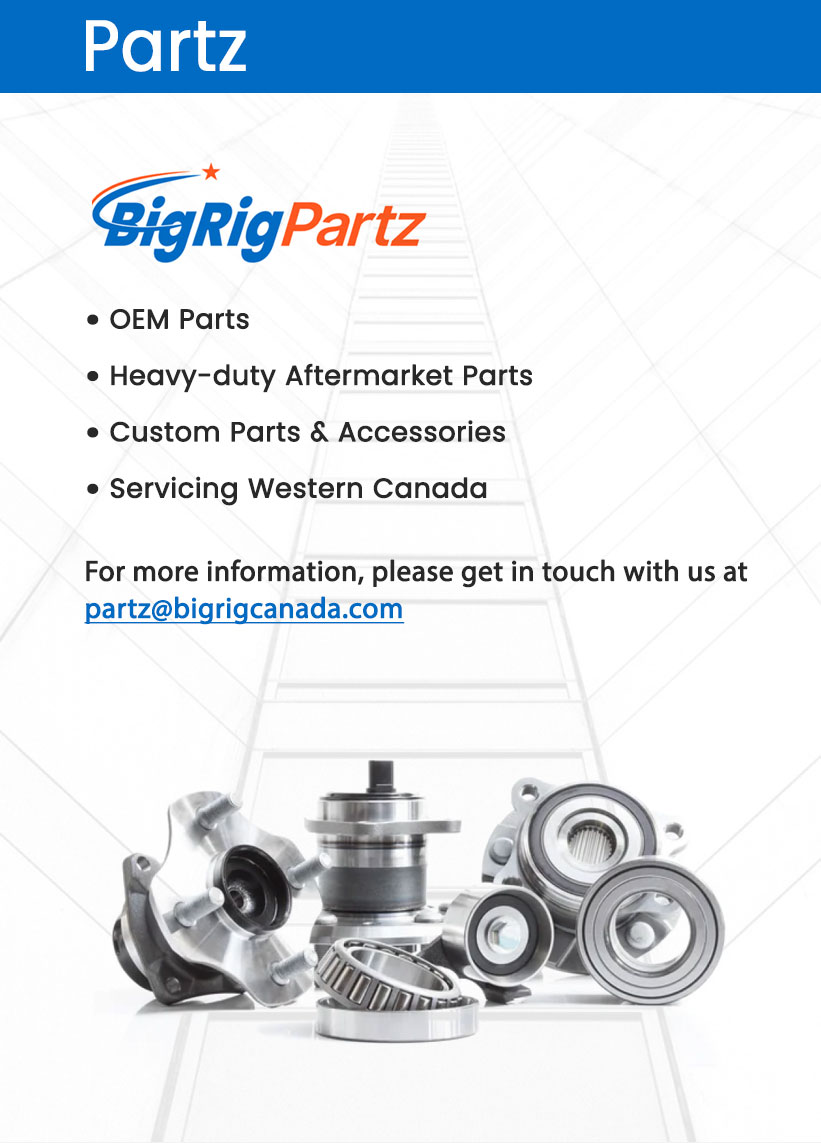 Partz
BigRigPartz
• OEM Parts
• Heavy-duty Aftermarket Parts
• Custom Parts & Accessories
• Servicing Western Canada
For more information, please get in touch with us at
partz@bigrigcanada.com